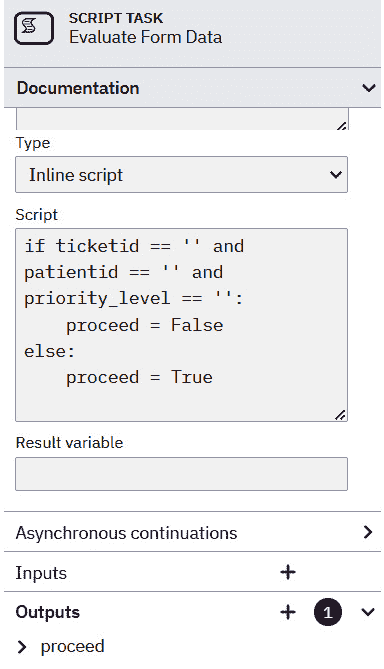 SCRIPT TASK
Evaluate Form Data
Documentation
Type
Inline script
Script
if ticketid == '' and
patientid == '' and
priority_level == '':
    proceed = False
else:
    proceed = True
Result variable
Asynchronous continuations
Inputs
Outputs 1
proceed